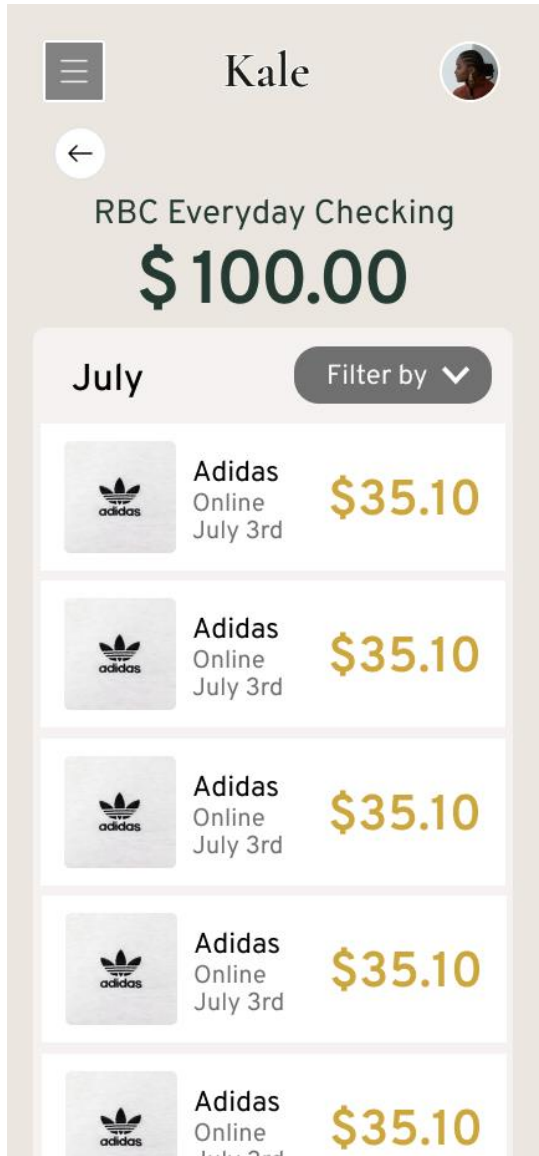 Kale
RBC Everyday Checking
$100.00
July
Filter by
adidas
Adidas
Online
July 3rd
$35.10
adidas
Adidas
Online
July 3rd
$35.10
adidas
Adidas
Online
July 3rd
$35.10
adidas
Adidas
Online
July 3rd
$35.10
adidas
Adidas
Online
July 3rd
$35.10